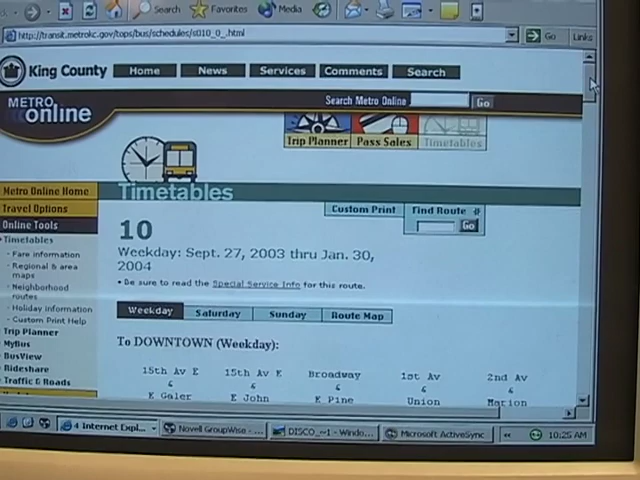 Search Favorites Media
http://transit.metrokc.gov/tops/bus/schedules/s010_0_.html Go Links
King County Home News Services Comments Search
METRO online
Search Metro Online Go
Trip Planner Pass Sales Timetables
Timetables
Metro Online Home
Travel Options
Online Tools
Timetables
- Fare information
- Regional & area
maps
- Neighborhood
routes
- Holiday information
- Custom Print Help
Trip Planner
MyBus
BusView
Rideshare
Traffic & Roads
Custom Print Find Route
Go
10
Weekday: Sept. 27, 2003 thru Jan. 30,
2004
• Be sure to read the Special Service Info for this route.
Weekday Saturday Sunday Route Map
To DOWNTOWN (Weekday):
15th Av E 15th Av E Broadway 1st Av 2nd Av
& & & & &
E Galer E John E Pine Union Marion
4 Internet Expl... Novell GroupWise - ... DISCO_~1 - Windo... Microsoft ActiveSync « 10:25 AM